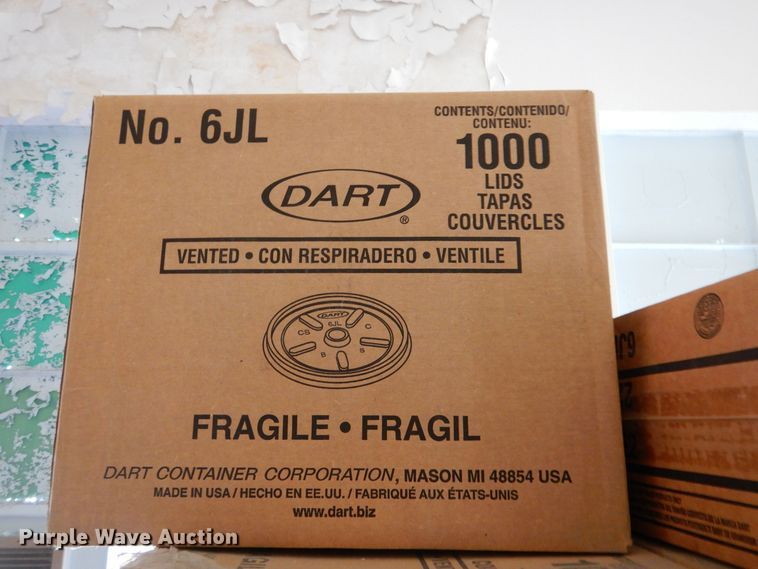 No. 6JL
CONTENTS/CONTENIDO/
CONTENU:
1000
LIDS
TAPAS
COUVERCLES
DART®
VENTED • CON RESPIRADERO • VENTILE
DART
6JL
CS
C
B
S
FRAGILE • FRAGIL
DART CONTAINER CORPORATION, MASON MI 48854 USA
MADE IN USA / HECHO EN EE.UU. / FABRIQUÉ AUX ÉTATS-UNIS
www.dart.biz
Purple Wave Auction